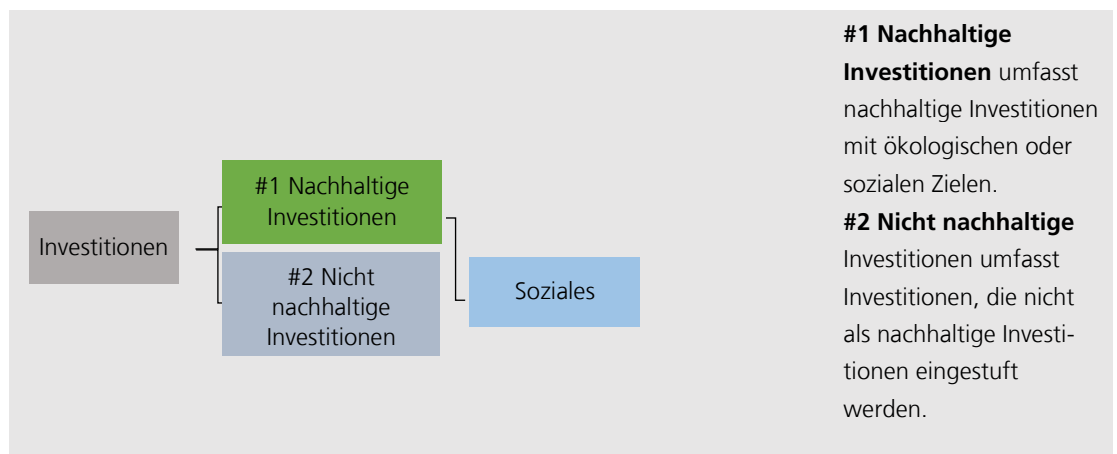 Investitionen
#1 Nachhaltige
Investitionen
#2 Nicht
nachhaltige
Investitionen
Soziales
#1 Nachhaltige
Investitionen umfasst
nachhaltige Investitionen
mit ökologischen oder
sozialen Zielen.
#2 Nicht nachhaltige
Investitionen umfasst
Investitionen, die nicht
als nachhaltige Investi-
tionen eingestuft
werden.